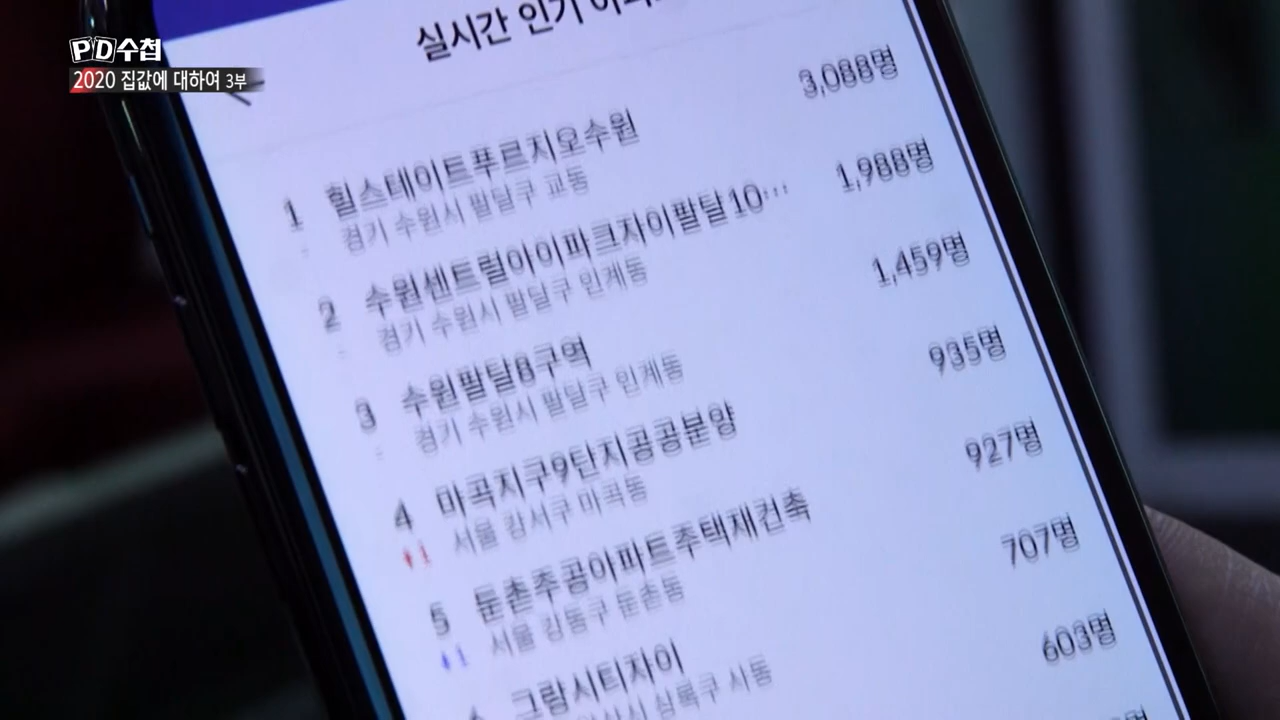 PD수첩
2020 집값에 대하여 3부
실시간 인기
1 힐스테이트푸르지오수원 3,088명
경기 수원시 팔달구 교동
2 수원센트럴아이파크자이팔달10… 1,988명
경기 수원시 팔달구 인계동
3 수원팔달8구역 1,459명
경기 수원시 팔달구 인계동
4 마곡지구9단지공공분양 935명
1 서울 강서구 마곡동
5 둔촌주공아파트주택재건축 927명
1 서울 강동구 둔촌동
그랑시티자이 707명
상록구 사동
603명